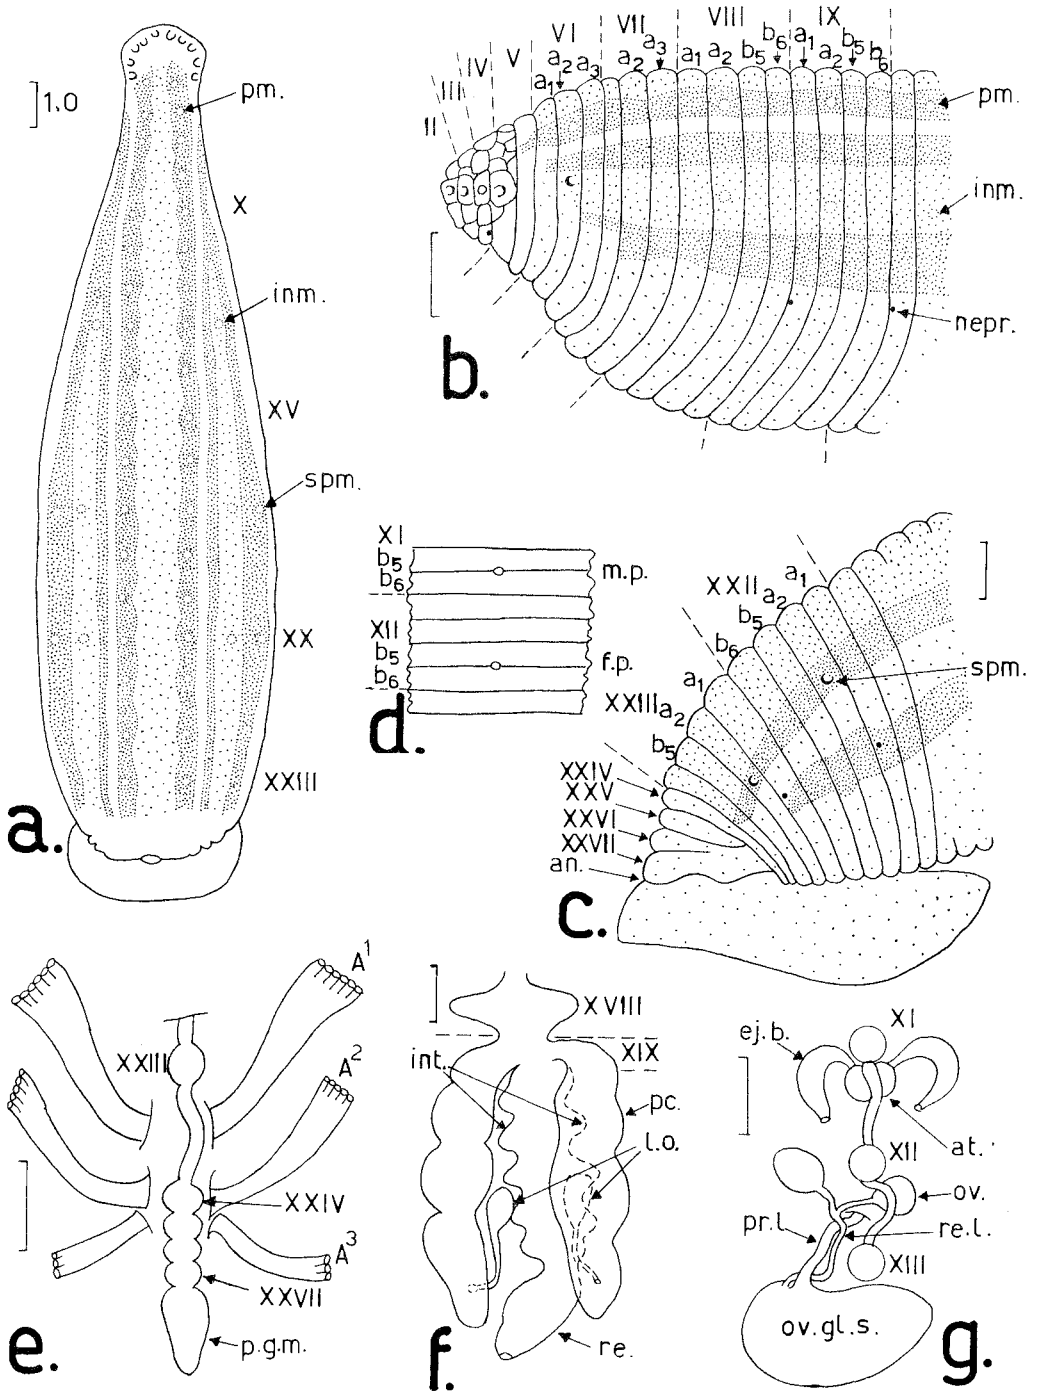 1.0
pm.
X
inm.
XV
spm.
XX
XXIII
a.
II
III
IV
V
VI
VII
VIII
IX
a1
a2
a3
a2
a3
a1
a2
b5
b6
a1
a2
b5
b6
pm.
inm.
nepr.
b.
XI
b5
b6
m.p.
XII
b5
b6
f.p.
d.
XXII
a1
a2
b5
b6
a1
XXIII a2
b5
XXIV
XXV
XXVI
XXVII
an.
spm.
c.
A1
XXIII
A2
XXIV
A3
XXVII
p.g.m.
e.
XVIII
int.
XIX
pc.
l.o.
re.
f.
XI
ej.b.
at.
XII
ov.
pr.l.
re.l.
XIII
ov.gl.s.
g.